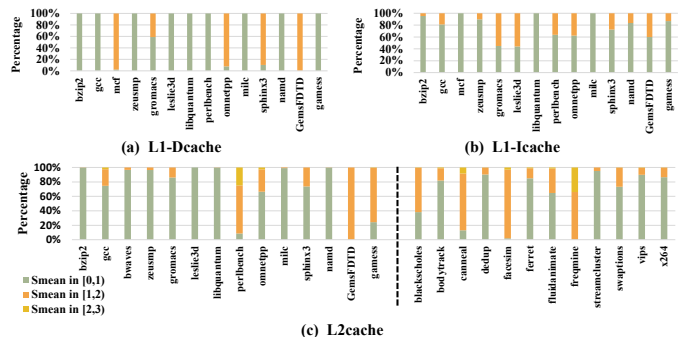 Percentage
100%
80%
60%
40%
20%
0%
bzip2
gcc
mcf
zeusmp
gromacs
leslie3d
libquantum
perlbench
omnetpp
milc
sphinx3
namd
GemsFDTD
gamess
(a) L1-Dcache
Percentage
100%
80%
60%
40%
20%
0%
bzip2
gcc
mcf
zeusmp
gromacs
leslie3d
libquantum
perlbench
omnetpp
milc
sphinx3
namd
GemsFDTD
gamess
(b) L1-Icache
Percentage
100%
80%
60%
40%
20%
0%
bzip2
gcc
bwaves
zeusmp
gromacs
leslie3d
libquantum
perlbench
omnetpp
milc
sphinx3
namd
GemsFDTD
gamess
blackscholes
bodytrack
canneal
dedup
facesim
ferret
fluidanimate
freqmine
streamcluster
swaptions
vips
x264
Smean in [0,1)
Smean in [1,2)
Smean in [2,3)
(c) L2cache